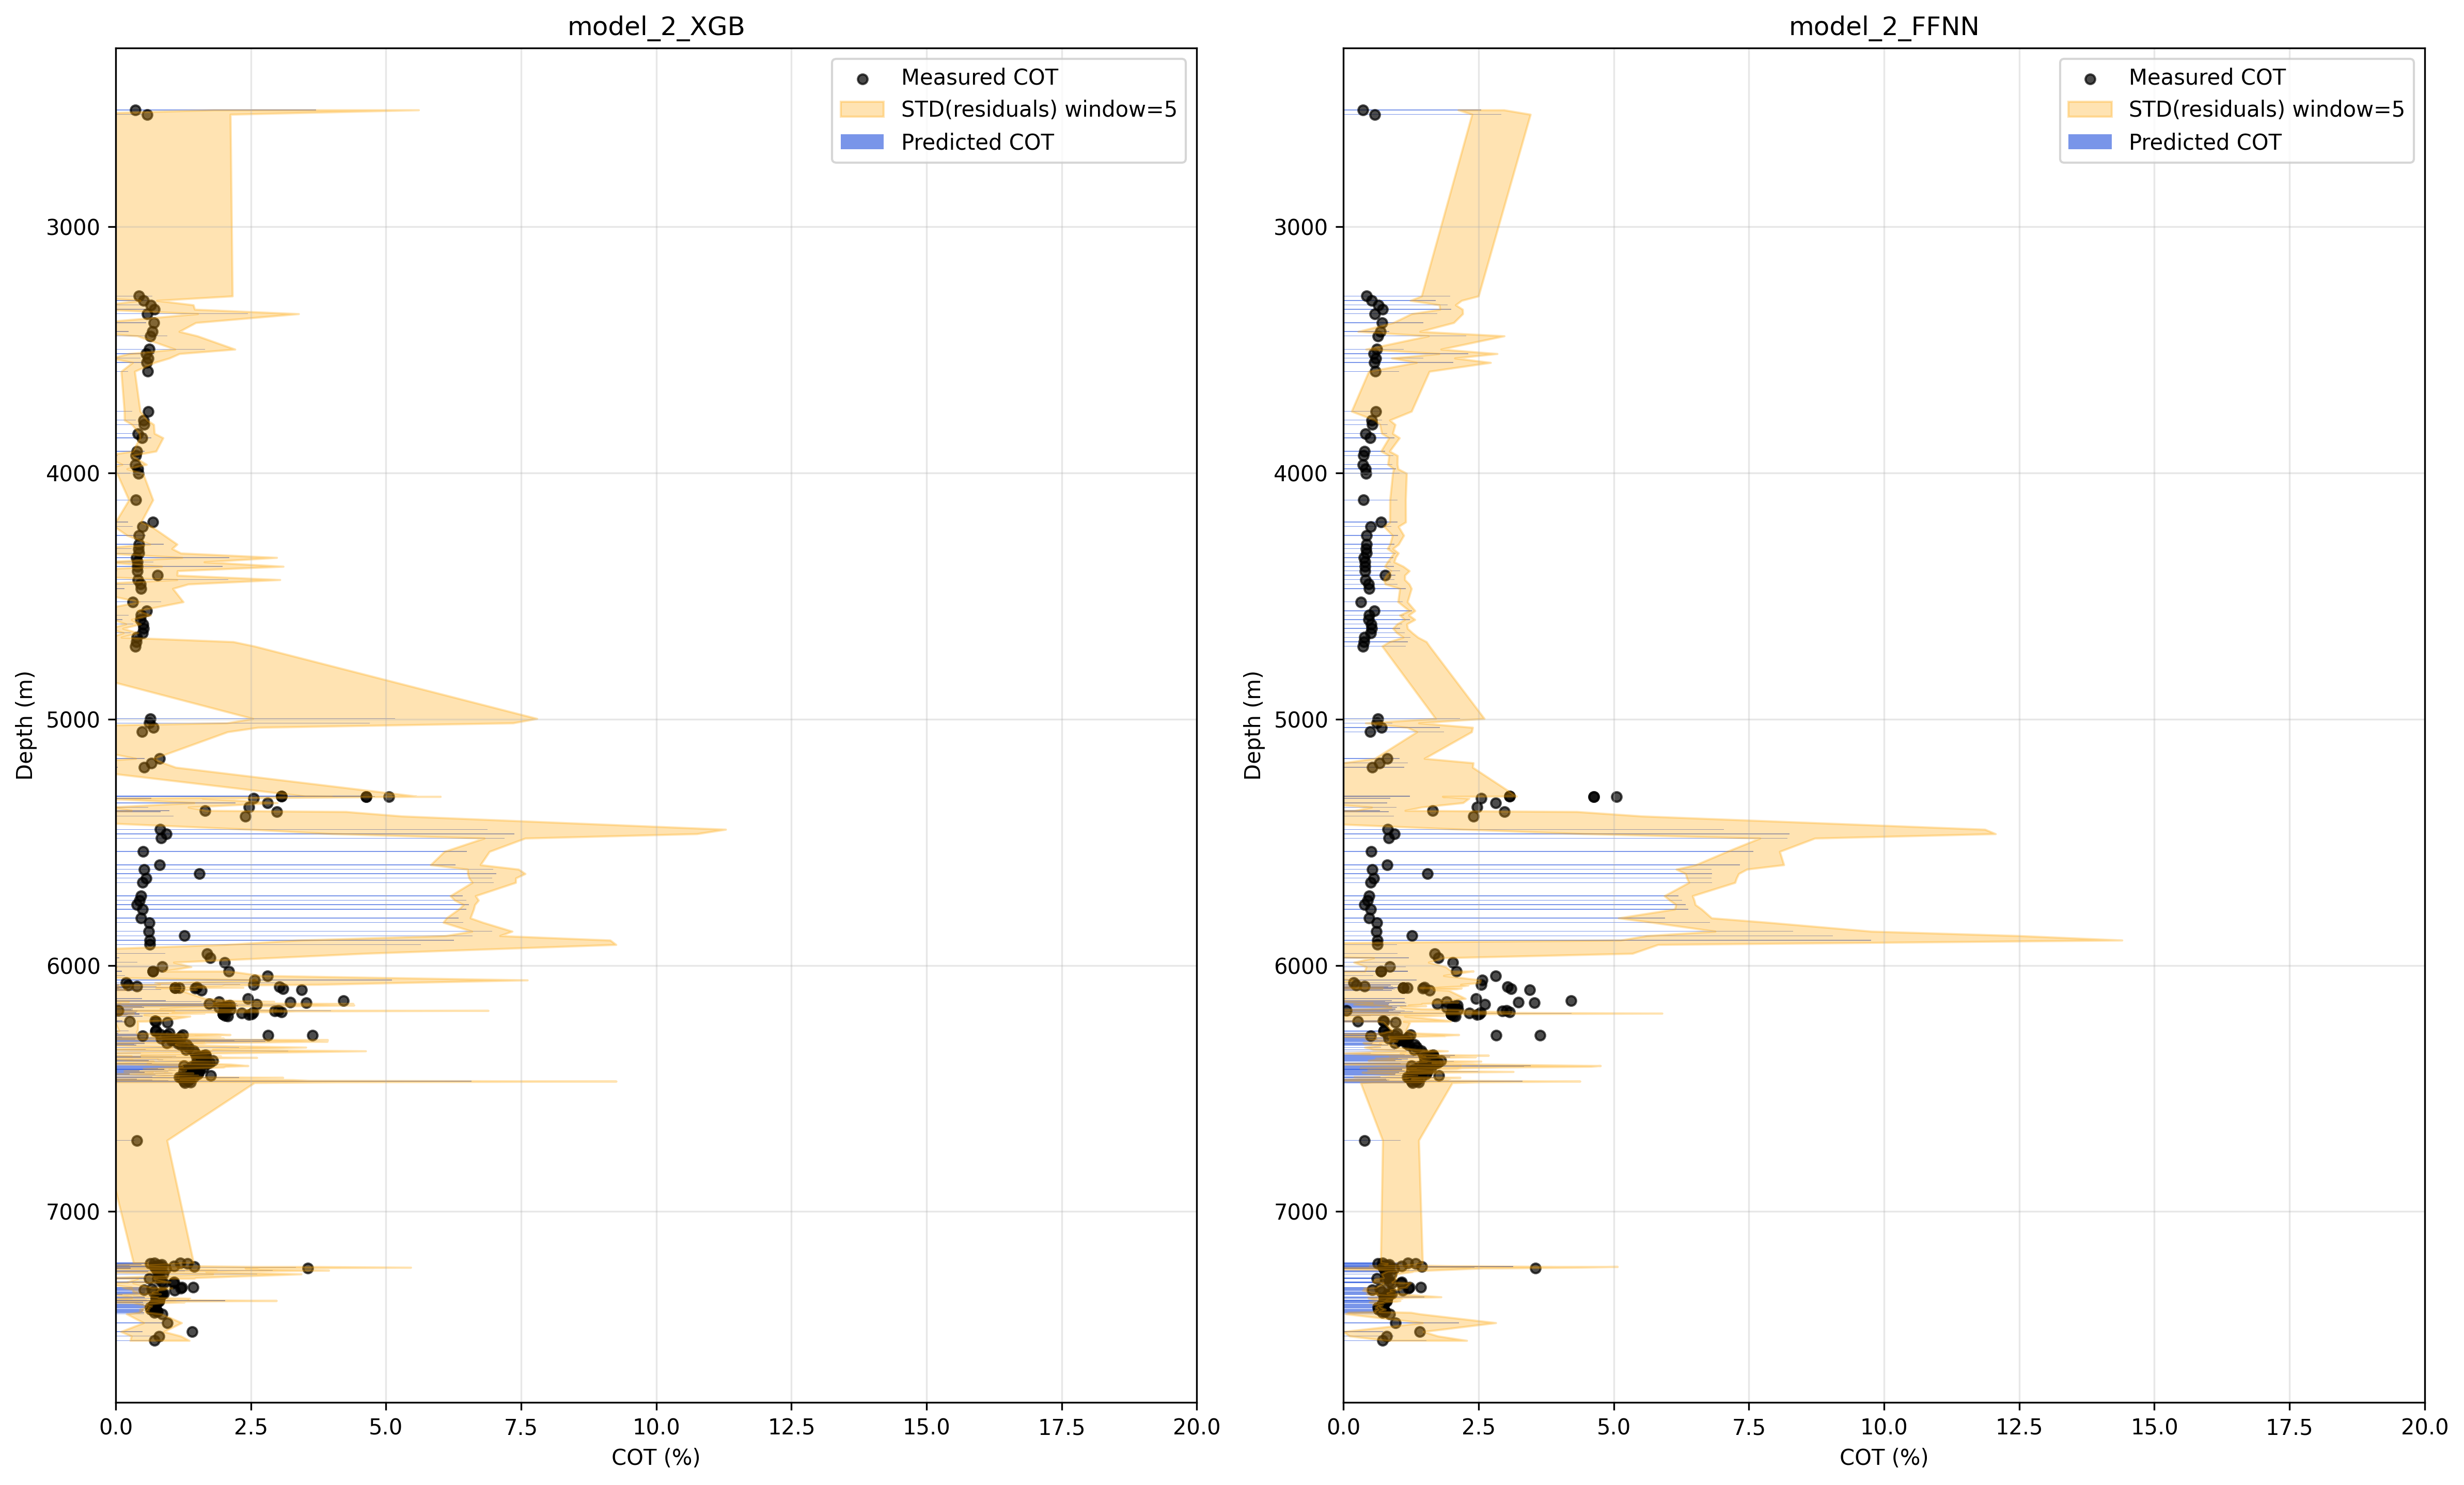 model_2_XGB
Measured COT
STD(residuals) window=5
Predicted COT
3000
4000
5000
6000
7000
Depth (m)
0.0 2.5 5.0 7.5 10.0 12.5 15.0 17.5 20.0
COT (%)
model_2_FFNN
Measured COT
STD(residuals) window=5
Predicted COT
3000
4000
5000
6000
7000
Depth (m)
0.0 2.5 5.0 7.5 10.0 12.5 15.0 17.5 20.0
COT (%)